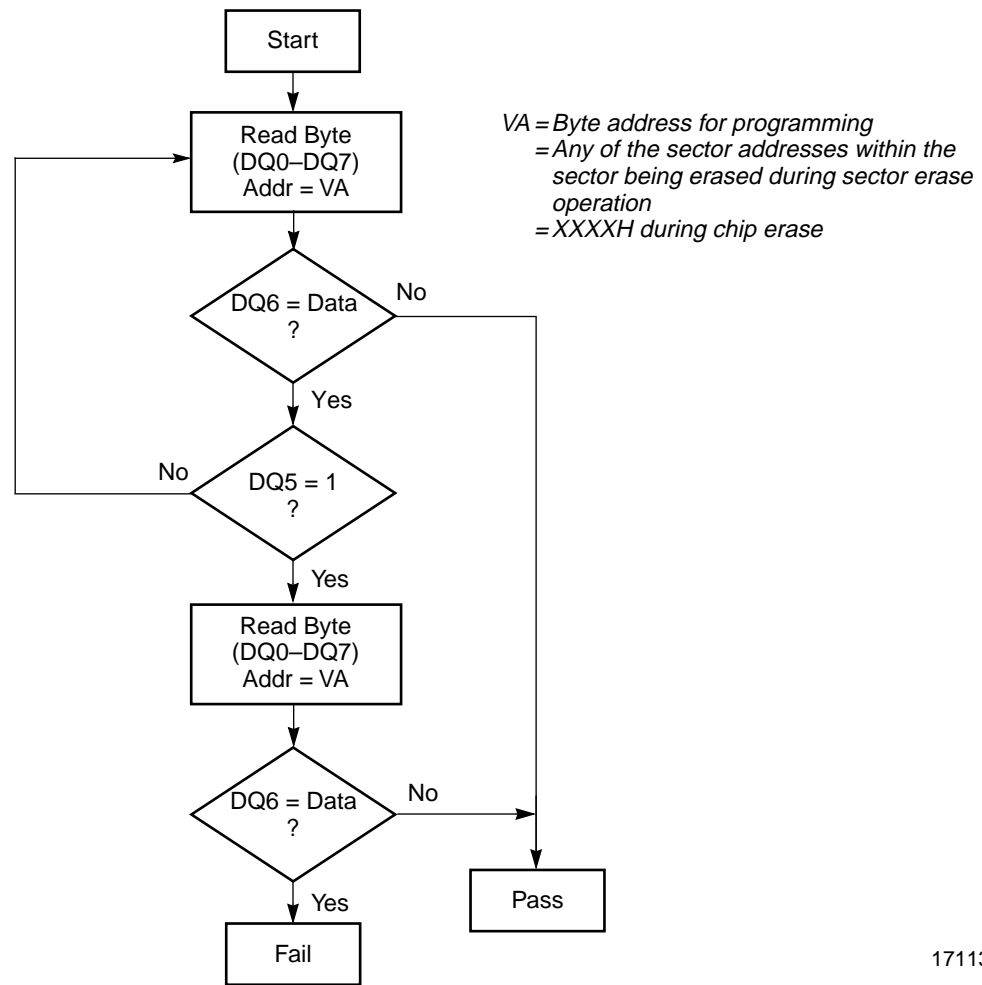 Start
Read Byte
(DQ0–DQ7)
Addr = VA
VA = Byte address for programming
= Any of the sector addresses within the
sector being erased during sector erase
operation
= XXXXH during chip erase
DQ6 = Data
?
No
Yes
DQ5 = 1
?
No
Yes
Read Byte
(DQ0–DQ7)
Addr = VA
DQ6 = Data
?
No
Yes
Pass
Fail
17113